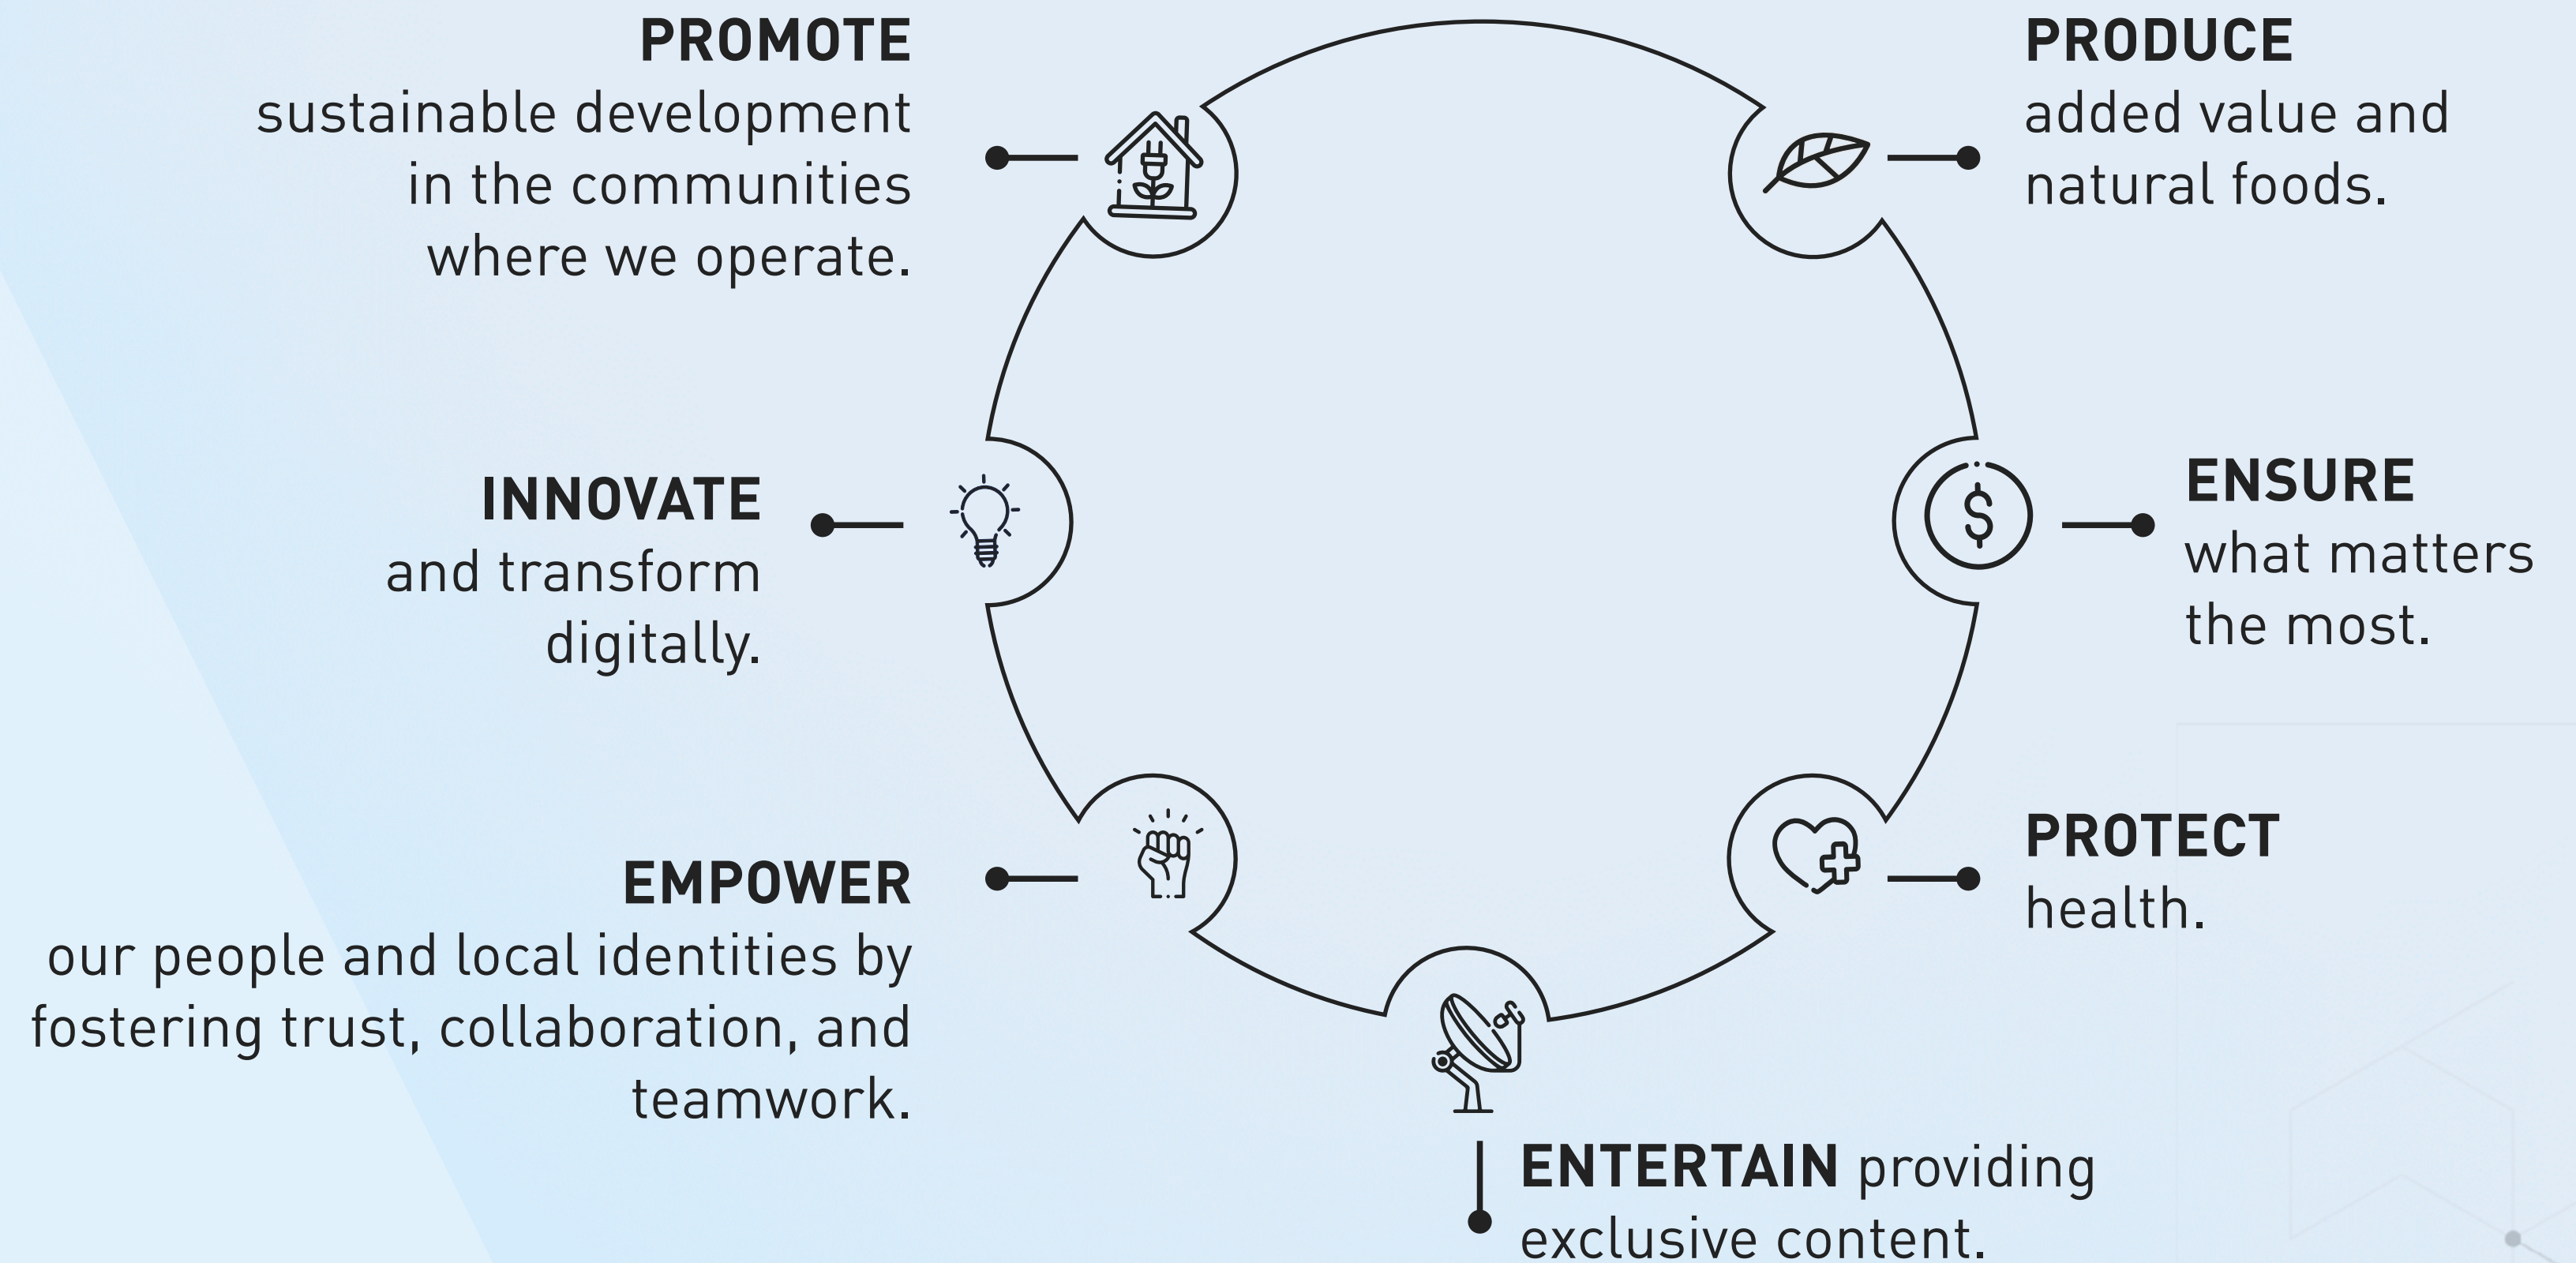 PROMOTE
sustainable development
in the communities
where we operate.
PRODUCE
added value and
natural foods.
INNOVATE
and transform
digitally.
ENSURE
what matters
the most.
EMPOWER
our people and local identities by
fostering trust, collaboration, and
teamwork.
PROTECT
health.
ENTERTAIN providing
exclusive content.